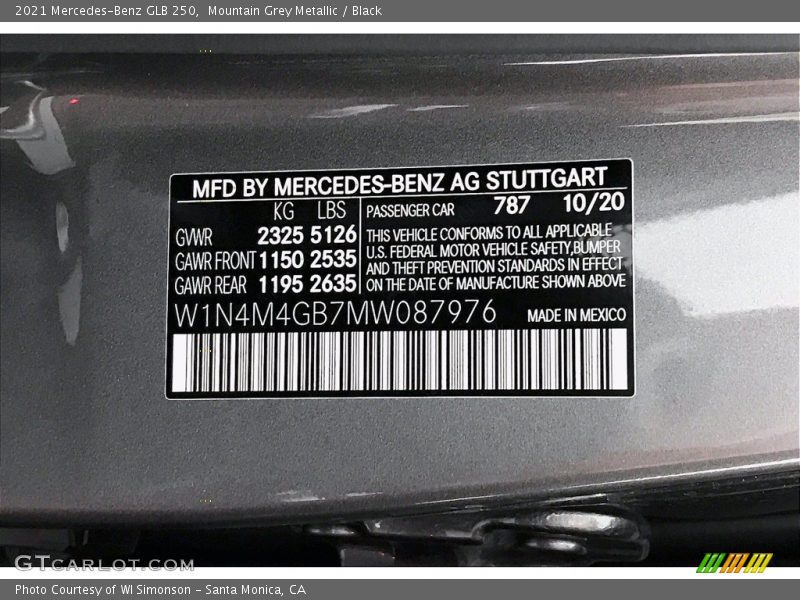 2021 Mercedes-Benz GLB 250, Mountain Grey Metallic / Black
MFD BY MERCEDES-BENZ AG STUTTGART
KG LBS PASSENGER CAR 787 10/20
GVWR 2325 5126 THIS VEHICLE CONFORMS TO ALL APPLICABLE
U.S. FEDERAL MOTOR VEHICLE SAFETY,BUMPER
GAWR FRONT 1150 2535 AND THEFT PREVENTION STANDARDS IN EFFECT
GAWR REAR 1195 2635 ON THE DATE OF MANUFACTURE SHOWN ABOVE
W1N4M4GB7MW087976 MADE IN MEXICO
GTCARLOT.COM
Photo Courtesy of WI Simonson - Santa Monica, CA